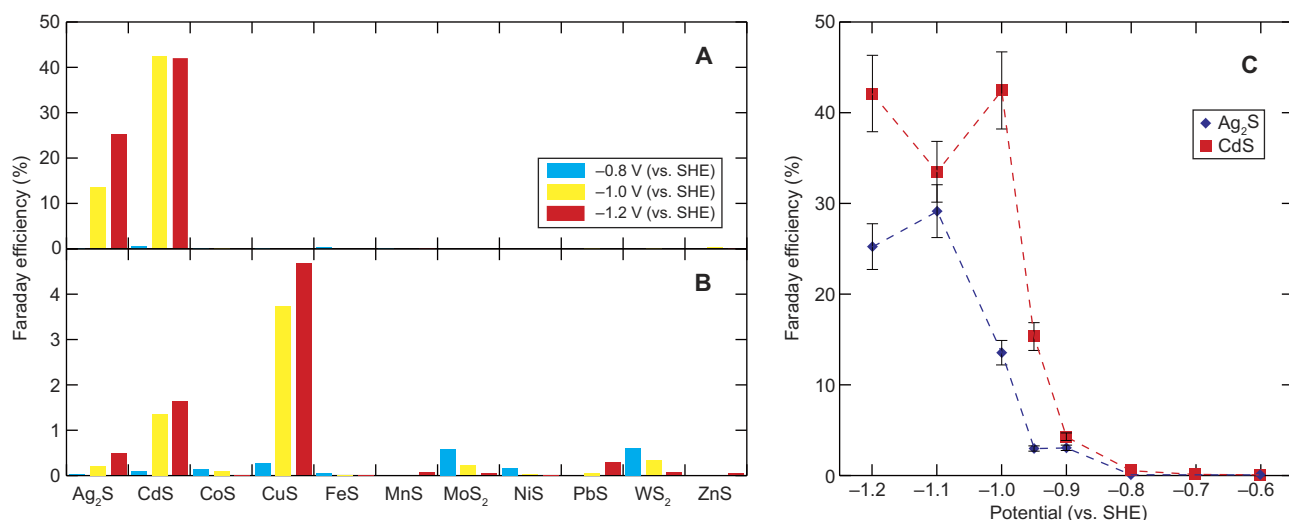 A
50
40
30
20
10
0
Faraday efficiency (%)
–0.8 V (vs. SHE)
–1.0 V (vs. SHE)
–1.2 V (vs. SHE)
B
4
3
2
1
0
Faraday efficiency (%)
Ag₂S CdS CoS CuS FeS MnS MoS₂ NiS PbS WS₂ ZnS
C
50
40
30
20
10
0
Faraday efficiency (%)
Ag₂S
CdS
–1.2 –1.1 –1.0 –0.9 –0.8 –0.7 –0.6
Potential (vs. SHE)